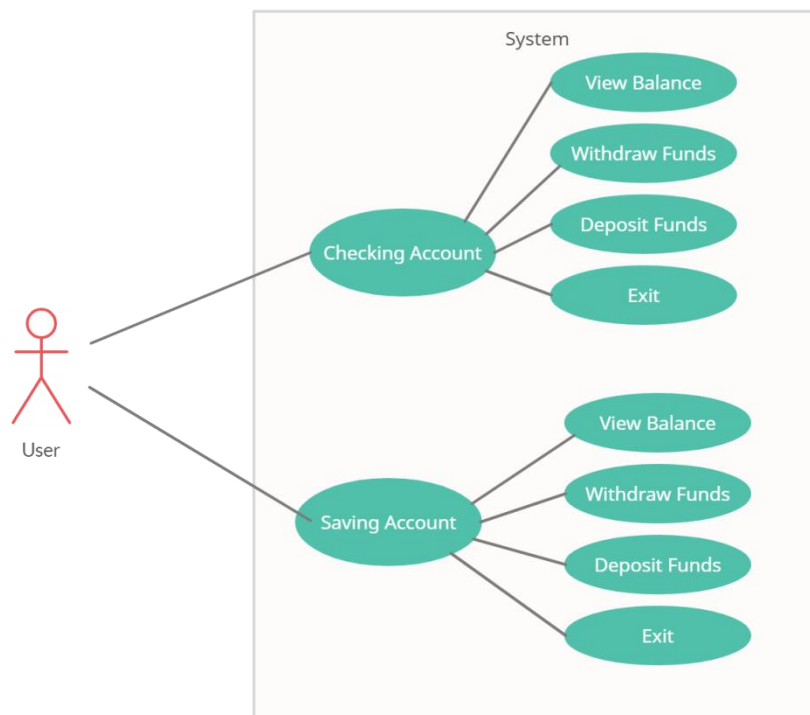 System
View Balance
Withdraw Funds
Checking Account
Deposit Funds
Exit
User
View Balance
Withdraw Funds
Saving Account
Deposit Funds
Exit